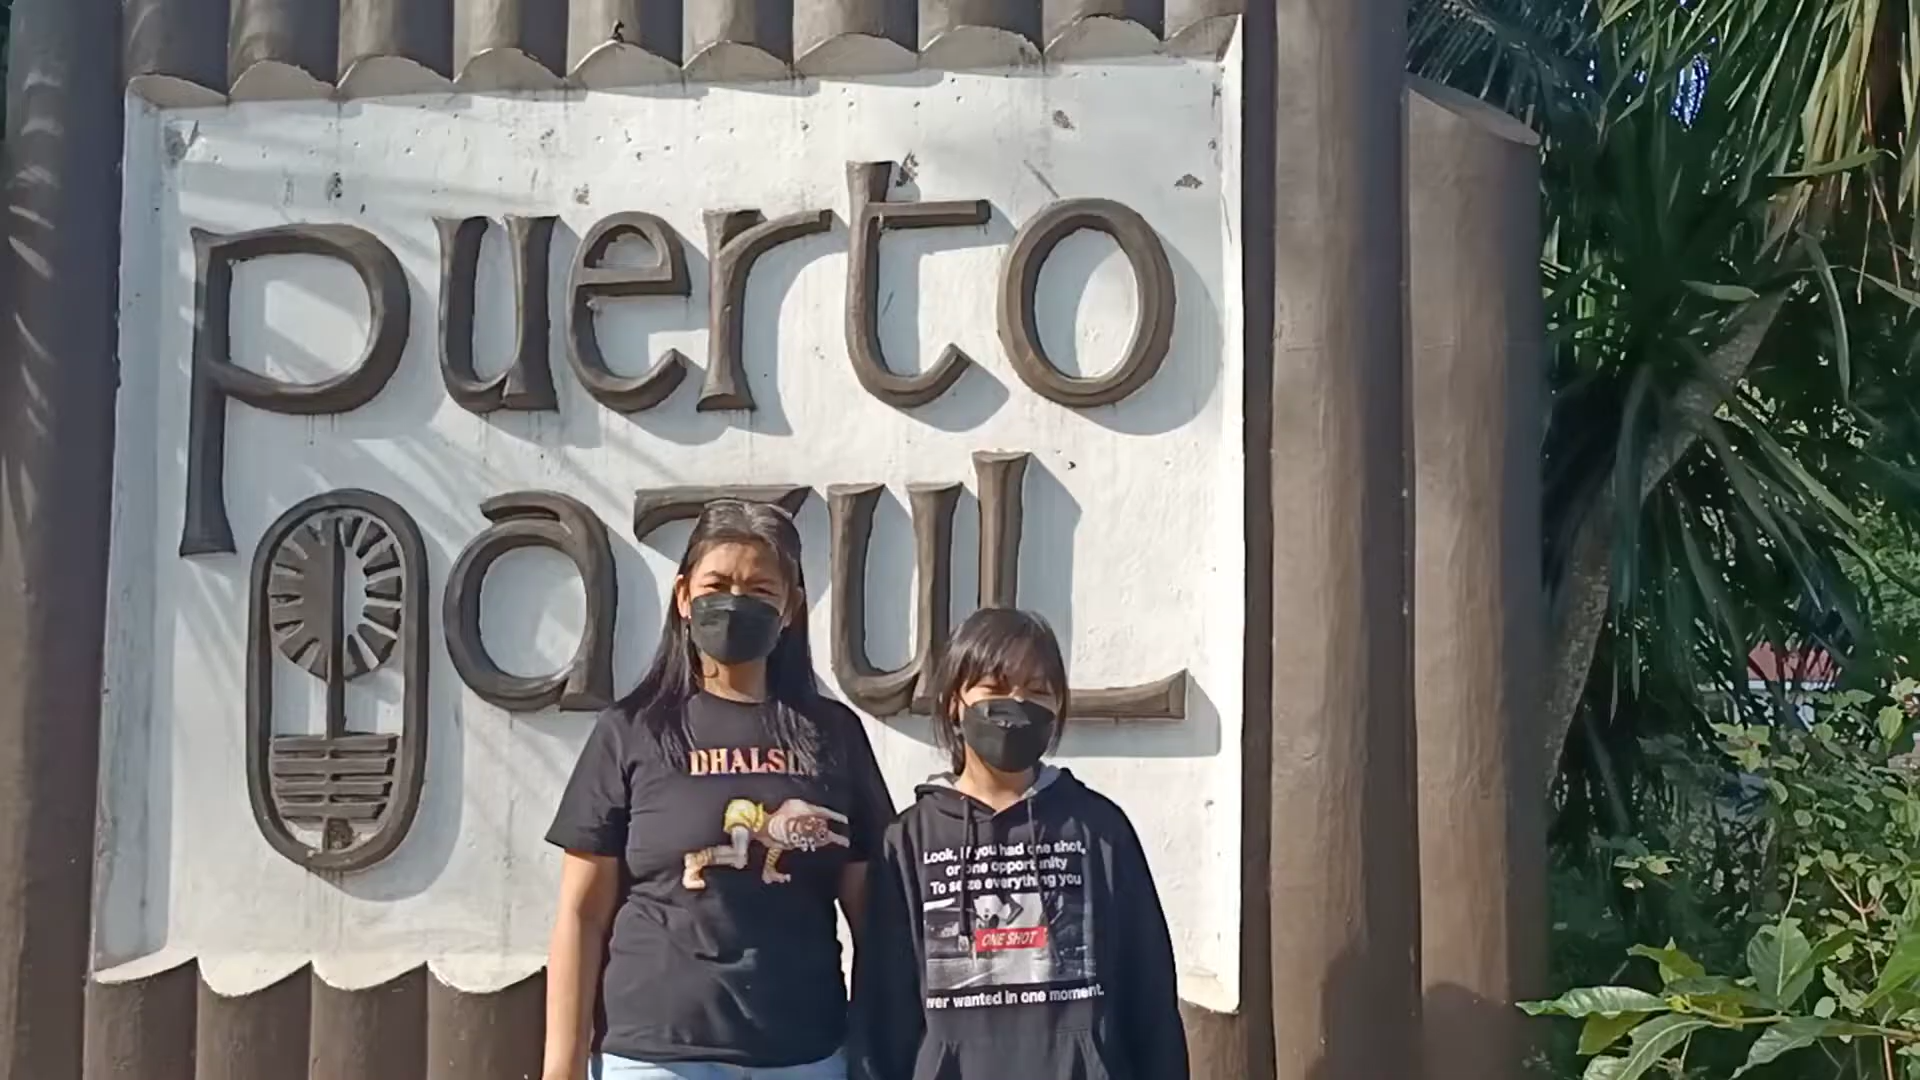 puerto
azul
DHALSI
Look, if you had one shot,
or one opportunity
To seize everything you
ONE SHOT
ever wanted in one moment.